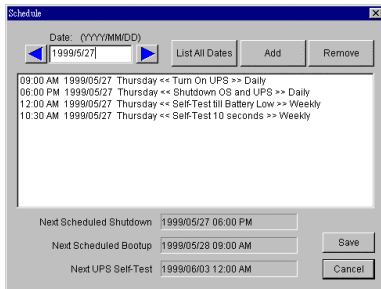 Schedule
Date: (YYYY/MM/DD)
1999/5/27
List All Dates
Add
Remove
09:00 AM 1999/05/27 Thursday << Turn On UPS >> Daily
06:00 PM 1999/05/27 Thursday << Shutdown OS and UPS >> Daily
12:00 AM 1999/05/27 Thursday << Self-Test till Battery Low >> Weekly
10:30 AM 1999/05/27 Thursday << Self-Test 10 seconds >> Weekly
Next Scheduled Shutdown 1999/05/27 06:00 PM
Next Scheduled Bootup 1999/05/28 09:00 AM
Save
Next UPS Self-Test 1999/06/03 12:00 AM
Cancel